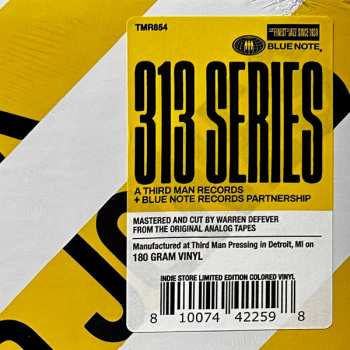 TMR854
THE FINEST IN JAZZ SINCE 1939
BLUE NOTE
313 SERIES
A THIRD MAN RECORDS
+ BLUE NOTE RECORDS PARTNERSHIP
MASTERED AND CUT BY WARREN DEFEVER
FROM THE ORIGINAL ANALOG TAPES
Manufactured at Third Man Pressing in Detroit, MI on
180 GRAM VINYL
INDIE STORE LIMITED EDITION COLORED VINYL
8 10074 42259 8